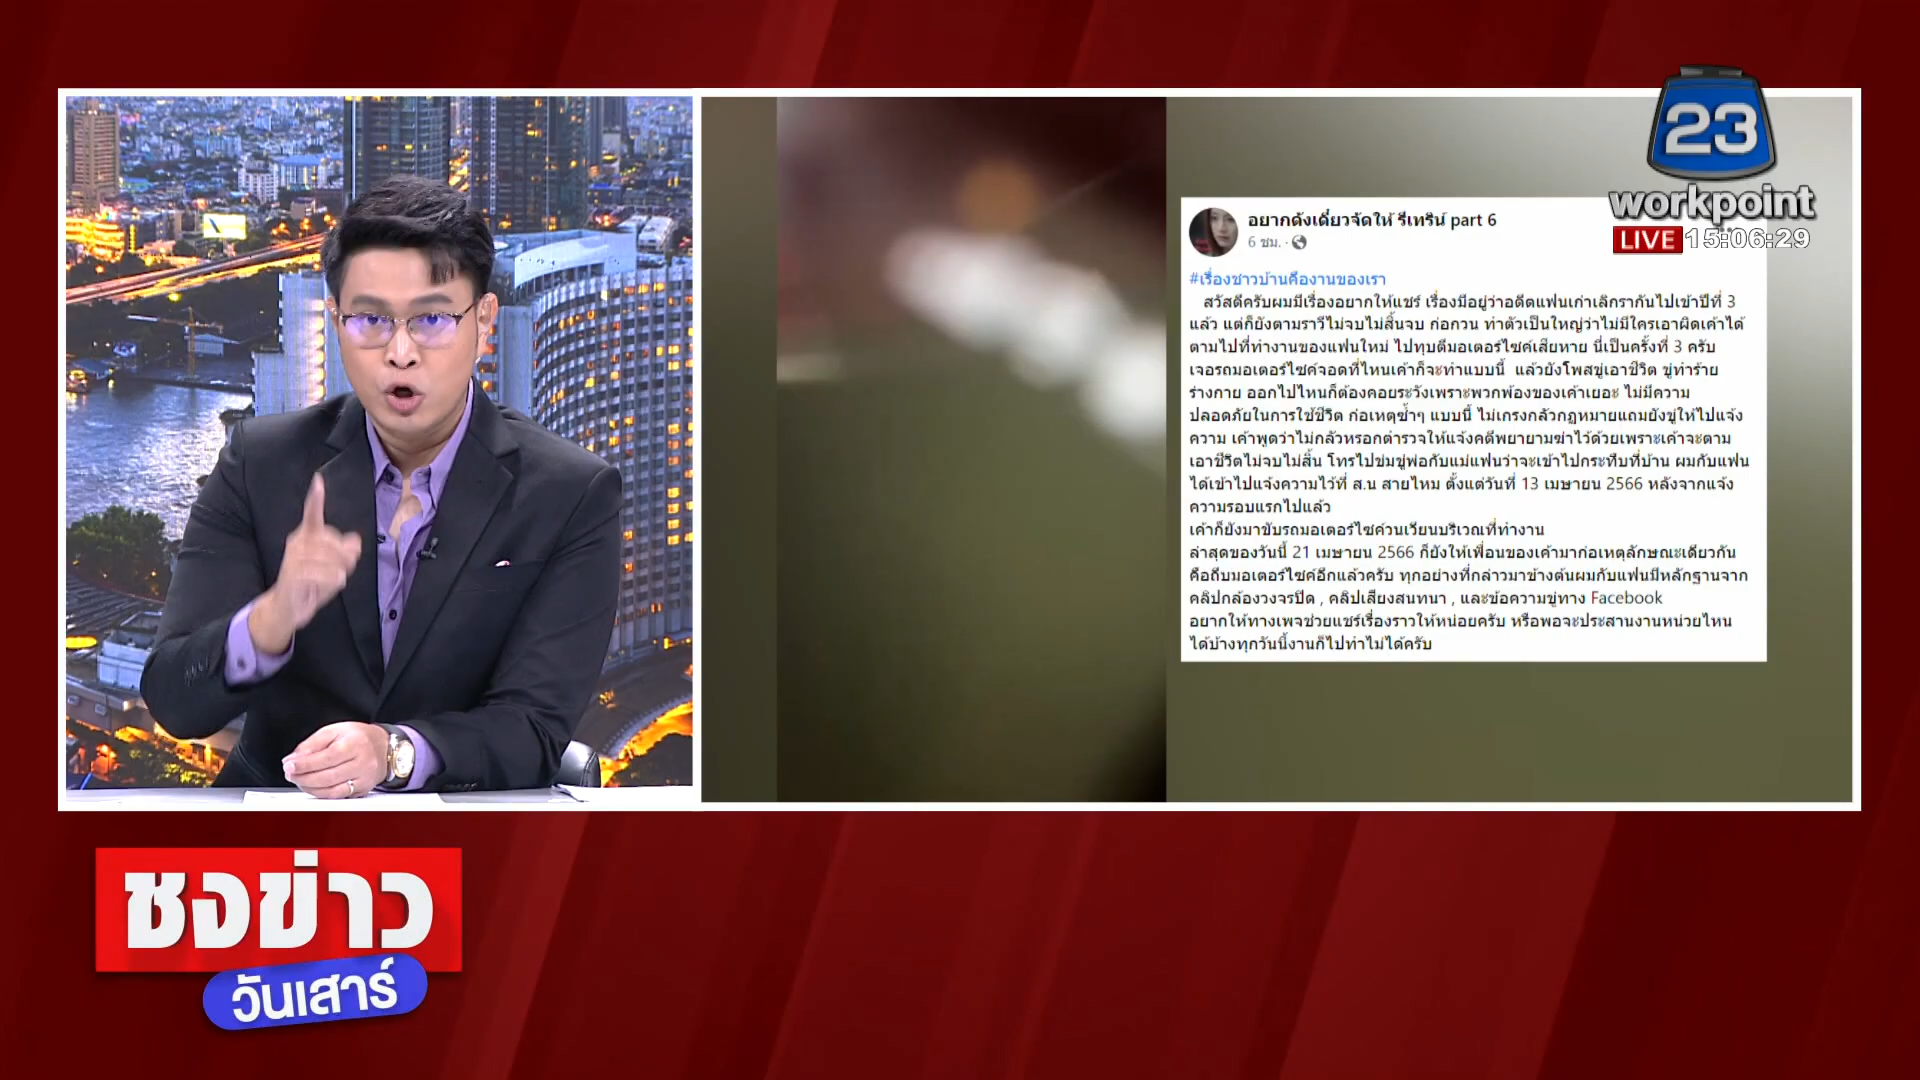 23
workpoint
LIVE 15:06:29
อยากดังเดี๋ยวจัดให้ รีเทริน์ part 6
6 ชม. ·
#เรื่องชาวบ้านคืองานของเรา
สวัสดีครับผมมีเรื่องอยากให้แชร์ เรื่องมีอยู่ว่าอดีตแฟนเก่าเลิกรากันไปเข้าปีที่ 3
แล้ว แต่ก็ยังตามราวีไม่จบไม่สิ้นจบ ก่อกวน ทำตัวเป็นใหญ่ว่าไม่มีใครเอาผิดเค้าได้
ตามไปที่ทำงานของแฟนใหม่ ไปทุบตีมอเตอร์ไซค์เสียหาย นี่เป็นครั้งที่ 3 ครับ
เจอรถมอเตอร์ไซค์จอดที่ไหนเค้าก็จะทำแบบนี้ แล้วยังโพสขู่เอาชีวิต ขู่ทำร้าย
ร่างกาย ออกไปไหนก็ต้องคอยระวังเพราะพวกพ้องของเค้าเยอะ ไม่มีความ
ปลอดภัยในการใช้ชีวิต ก่อเหตุซ้ำๆ แบบนี้ ไม่เกรงกลัวกฏหมายแถมยังขู่ให้ไปแจ้ง
ความ เค้าพูดว่าไม่กลัวหรอกตำรวจให้แจ้งคดีพยายามฆ่าไว้ด้วยเพราะเค้าจะตาม
เอาชีวิตไม่จบไม่สิ้น โทรไปข่มขู่พ่อกับแม่แฟนว่าจะเข้าไปกระทืบที่บ้าน ผมกับแฟน
ได้เข้าไปแจ้งความไว้ที่ ส.น สายไหม ตั้งแต่วันที่ 13 เมษายน 2566 หลังจากแจ้ง
ความรอบแรกไปแล้ว
เค้าก็ยังมาขับรถมอเตอร์ไซค์วนเวียนบริเวณที่ทำงาน
ล่าสุดของวันนี้ 21 เมษายน 2566 ก็ยังให้เพื่อนของเค้ามาก่อเหตุลักษณะเดียวกัน
คือถีบมอเตอร์ไซค์อีกแล้วครับ ทุกอย่างที่กล่าวมาข้างต้นผมกับแฟนมีหลักฐานจาก
คลิปกล้องวงจรปิด , คลิปเสียงสนทนา , และข้อความขู่ทาง Facebook
อยากให้ทางเพจช่วยแชร์เรื่องราวให้หน่อยครับ หรือพอจะประสานงานหน่วยไหน
ได้บ้างทุกวันนี้งานก็ไปทำไม่ได้ครับ
ชงข่าว
วันเสาร์